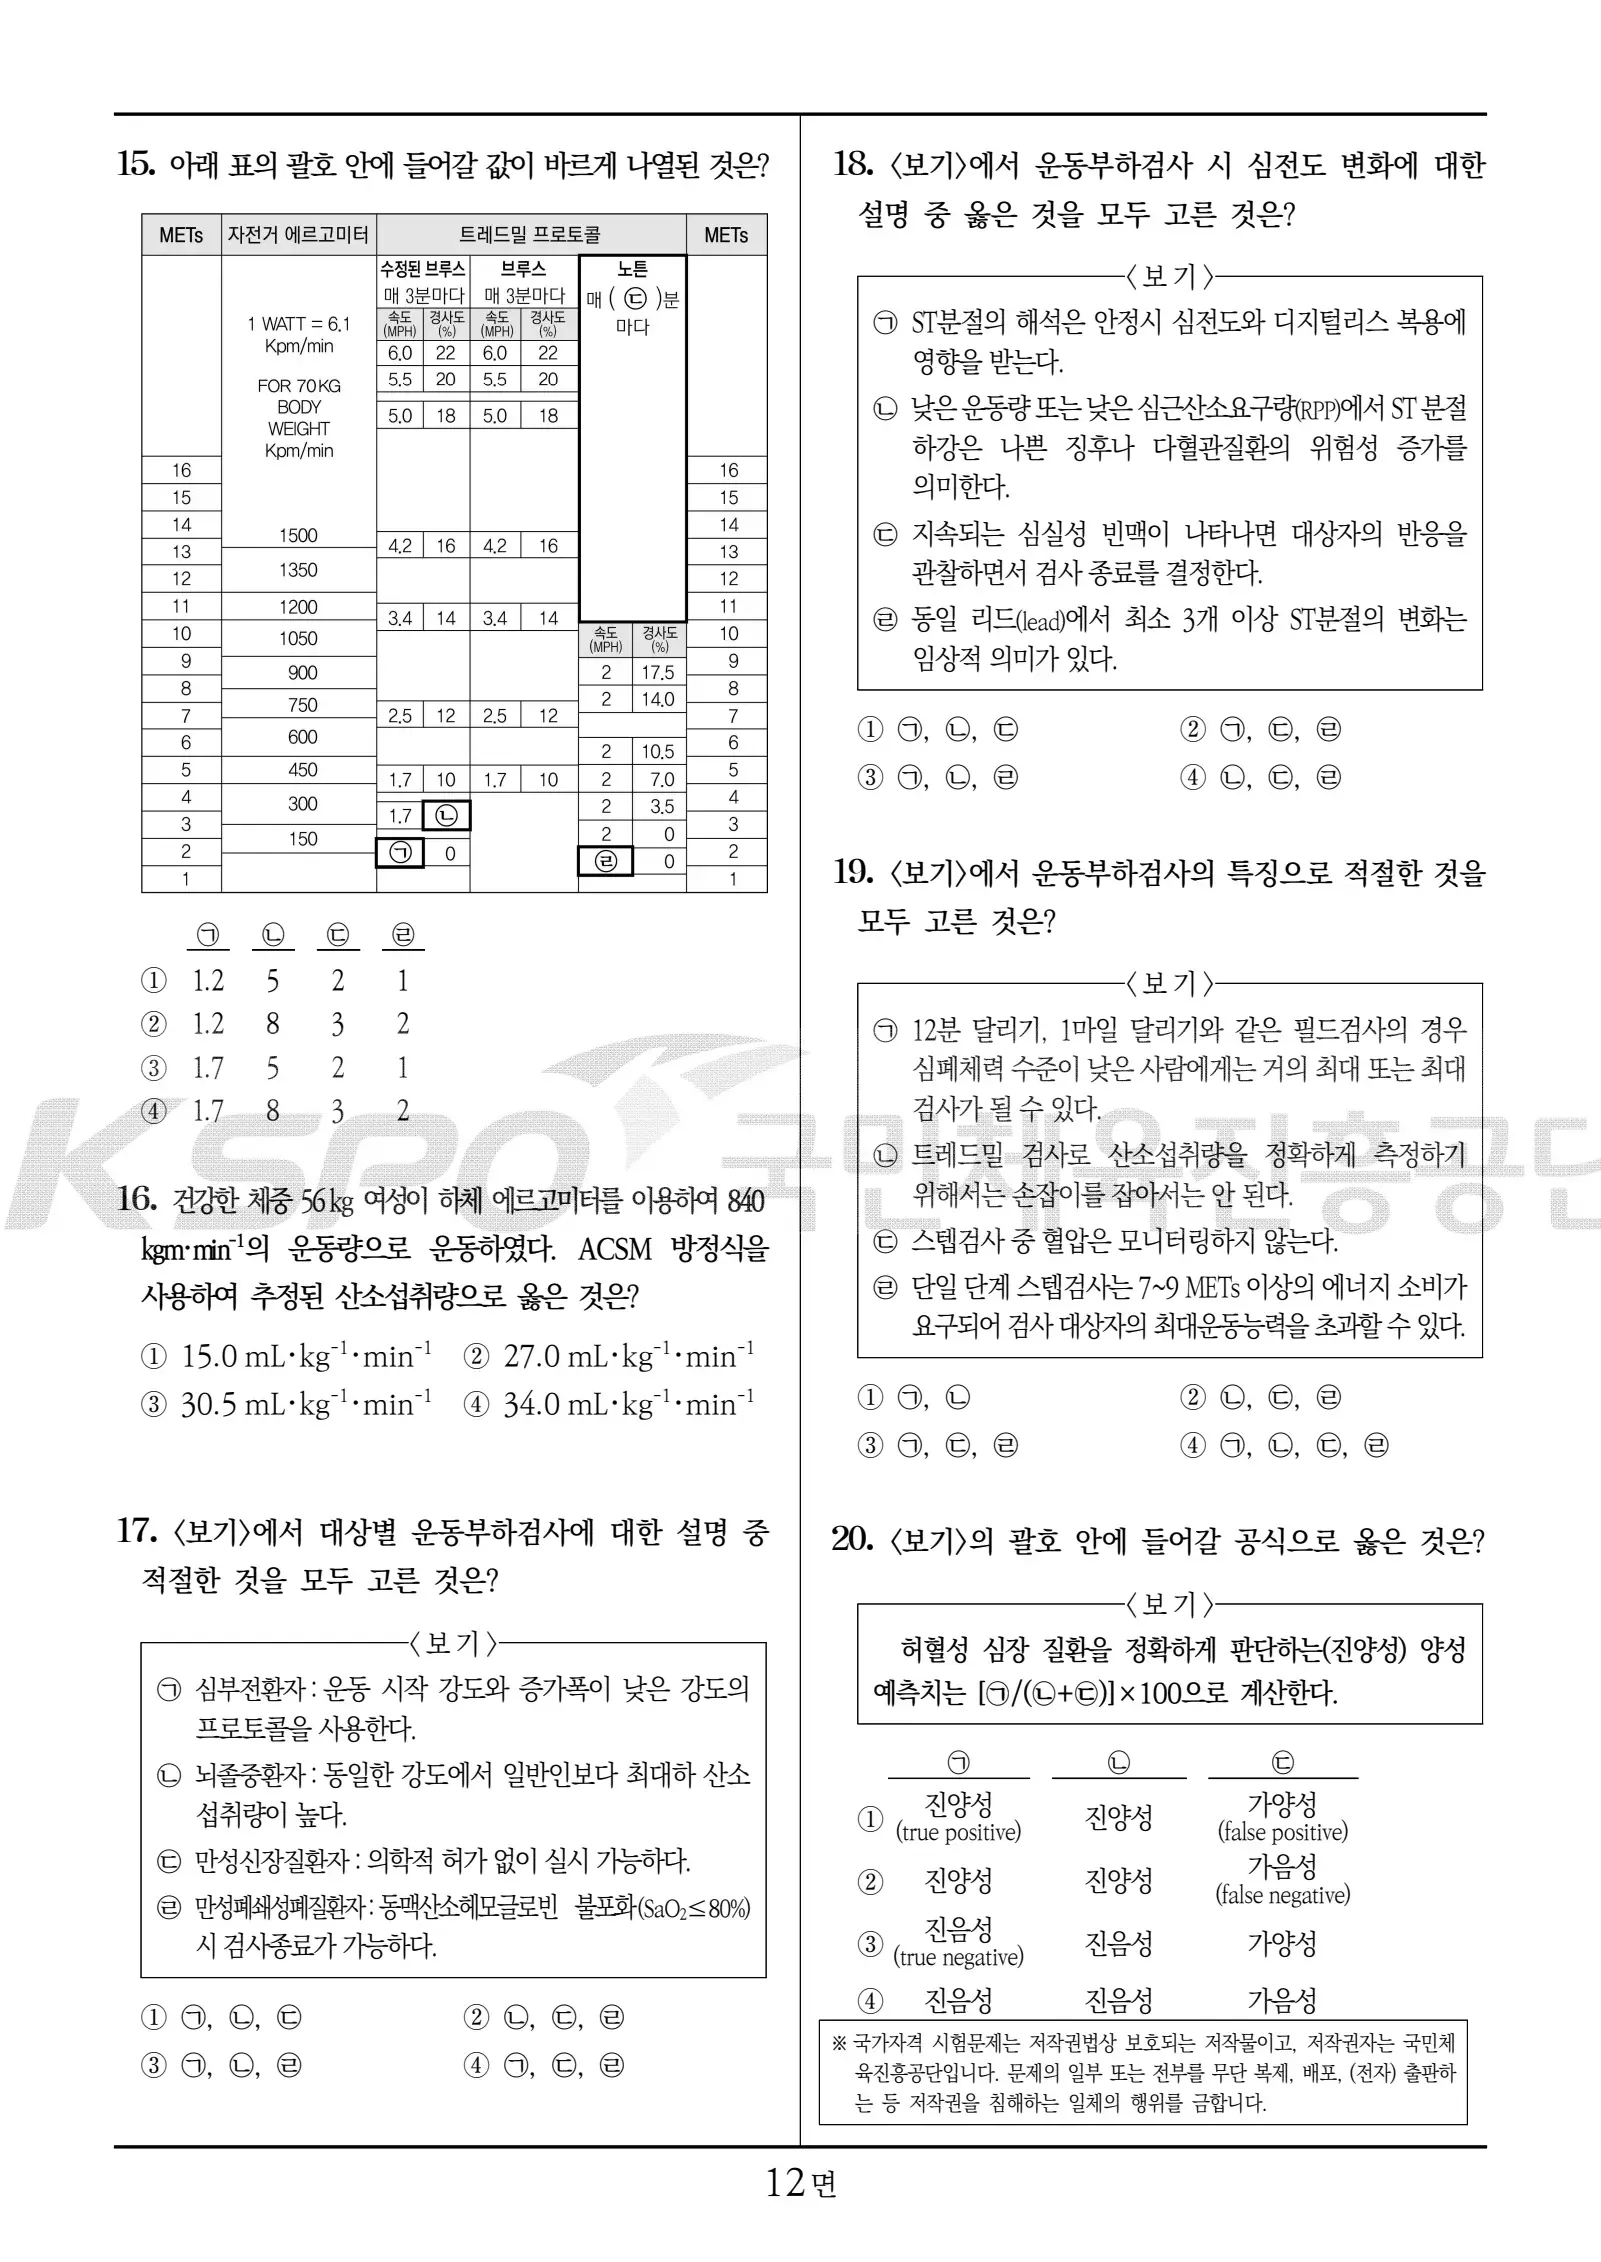 15. 아래 표의 괄호 안에 들어갈 값이 바르게 나열된 것은?
METs 자전거 에르고미터 트레드밀 프로토콜 METs
수정된 브루스 브루스 노튼
매 3분마다 매 3분마다 매 ( ㉢ )분
마다
속도 (MPH) 경사도 (%) 속도 (MPH) 경사도 (%)
1 WATT = 6.1
Kpm/min
FOR 70KG
BODY
WEIGHT
Kpm/min
6.0 22 6.0 22
5.5 20 5.5 20
5.0 18 5.0 18
16 16
15 15
14 14
1500
4.2 16 4.2 16
13 13
1350
12 12
11 1200 11
3.4 14 3.4 14
10 1050 속도 (MPH) 경사도 (%) 10
9 9
900 2 17.5
8 8
750 2 14.0
7 2.5 12 2.5 12 7
6 600 6
2 10.5
5 450 5
1.7 10 1.7 10 2 7.0
4 300 2 3.5 4
1.7 ㉡
3 3
150 2 0
2 ㉠ 0 2
㉣ 0
1 1
㉠ ㉡ ㉢ ㉣
① 1.2 5 2 1
② 1.2 8 3 2
③ 1.7 5 2 1
④ 1.7 8 3 2
16. 건강한 체중 56kg 여성이 하체 에르고미터를 이용하여 840
kgm·min⁻¹의 운동량으로 운동하였다. ACSM 방정식을
사용하여 추정된 산소섭취량으로 옳은 것은?
① 15.0 mL·kg⁻¹·min⁻¹ ② 27.0 mL·kg⁻¹·min⁻¹
③ 30.5 mL·kg⁻¹·min⁻¹ ④ 34.0 mL·kg⁻¹·min⁻¹
17. 〈보기〉에서 대상별 운동부하검사에 대한 설명 중
적절한 것을 모두 고른 것은?
〈보기〉
㉠ 심부전환자 : 운동 시작 강도와 증가폭이 낮은 강도의
프로토콜을 사용한다.
㉡ 뇌졸중환자 : 동일한 강도에서 일반인보다 최대하 산소
섭취량이 높다.
㉢ 만성신장질환자 : 의학적 허가 없이 실시 가능하다.
㉣ 만성폐쇄성폐질환자 : 동맥산소헤모글로빈 불포화(SaO₂≤80%)
시 검사종료가 가능하다.
① ㉠, ㉡, ㉢ ② ㉡, ㉢, ㉣
③ ㉠, ㉡, ㉣ ④ ㉠, ㉢, ㉣
18. 〈보기〉에서 운동부하검사 시 심전도 변화에 대한
설명 중 옳은 것을 모두 고른 것은?
〈보기〉
㉠ ST분절의 해석은 안정시 심전도와 디지털리스 복용에
영향을 받는다.
㉡ 낮은 운동량 또는 낮은 심근산소요구량(RPP)에서 ST 분절
하강은 나쁜 징후나 다혈관질환의 위험성 증가를
의미한다.
㉢ 지속되는 심실성 빈맥이 나타나면 대상자의 반응을
관찰하면서 검사 종료를 결정한다.
㉣ 동일 리드(lead)에서 최소 3개 이상 ST분절의 변화는
임상적 의미가 있다.
① ㉠, ㉡, ㉢ ② ㉠, ㉢, ㉣
③ ㉠, ㉡, ㉣ ④ ㉡, ㉢, ㉣
19. 〈보기〉에서 운동부하검사의 특징으로 적절한 것을
모두 고른 것은?
〈보기〉
㉠ 12분 달리기, 1마일 달리기와 같은 필드검사의 경우
심폐체력 수준이 낮은 사람에게는 거의 최대 또는 최대
검사가 될 수 있다.
㉡ 트레드밀 검사로 산소섭취량을 정확하게 측정하기
위해서는 손잡이를 잡아서는 안 된다.
㉢ 스텝검사 중 혈압은 모니터링하지 않는다.
㉣ 단일 단계 스텝검사는 7~9 METs 이상의 에너지 소비가
요구되어 검사 대상자의 최대운동능력을 초과할 수 있다.
① ㉠, ㉡ ② ㉡, ㉢, ㉣
③ ㉠, ㉢, ㉣ ④ ㉠, ㉡, ㉢, ㉣
20. 〈보기〉의 괄호 안에 들어갈 공식으로 옳은 것은?
〈보기〉
허혈성 심장 질환을 정확하게 판단하는(진양성) 양성
예측치는 [㉠/(㉡+㉢)]×100으로 계산한다.
㉠ ㉡ ㉢
① 진양성 (true positive) 진양성 가양성 (false positive)
② 진양성 진양성 가음성 (false negative)
③ 진음성 (true negative) 진음성 가양성
④ 진음성 진음성 가음성
※ 국가자격 시험문제는 저작권법상 보호되는 저작물이고, 저작권자는 국민체
육진흥공단입니다. 문제의 일부 또는 전부를 무단 복제, 배포, (전자) 출판하
는 등 저작권을 침해하는 일체의 행위를 금합니다.
12면
KSPO 국민체육진흥공단